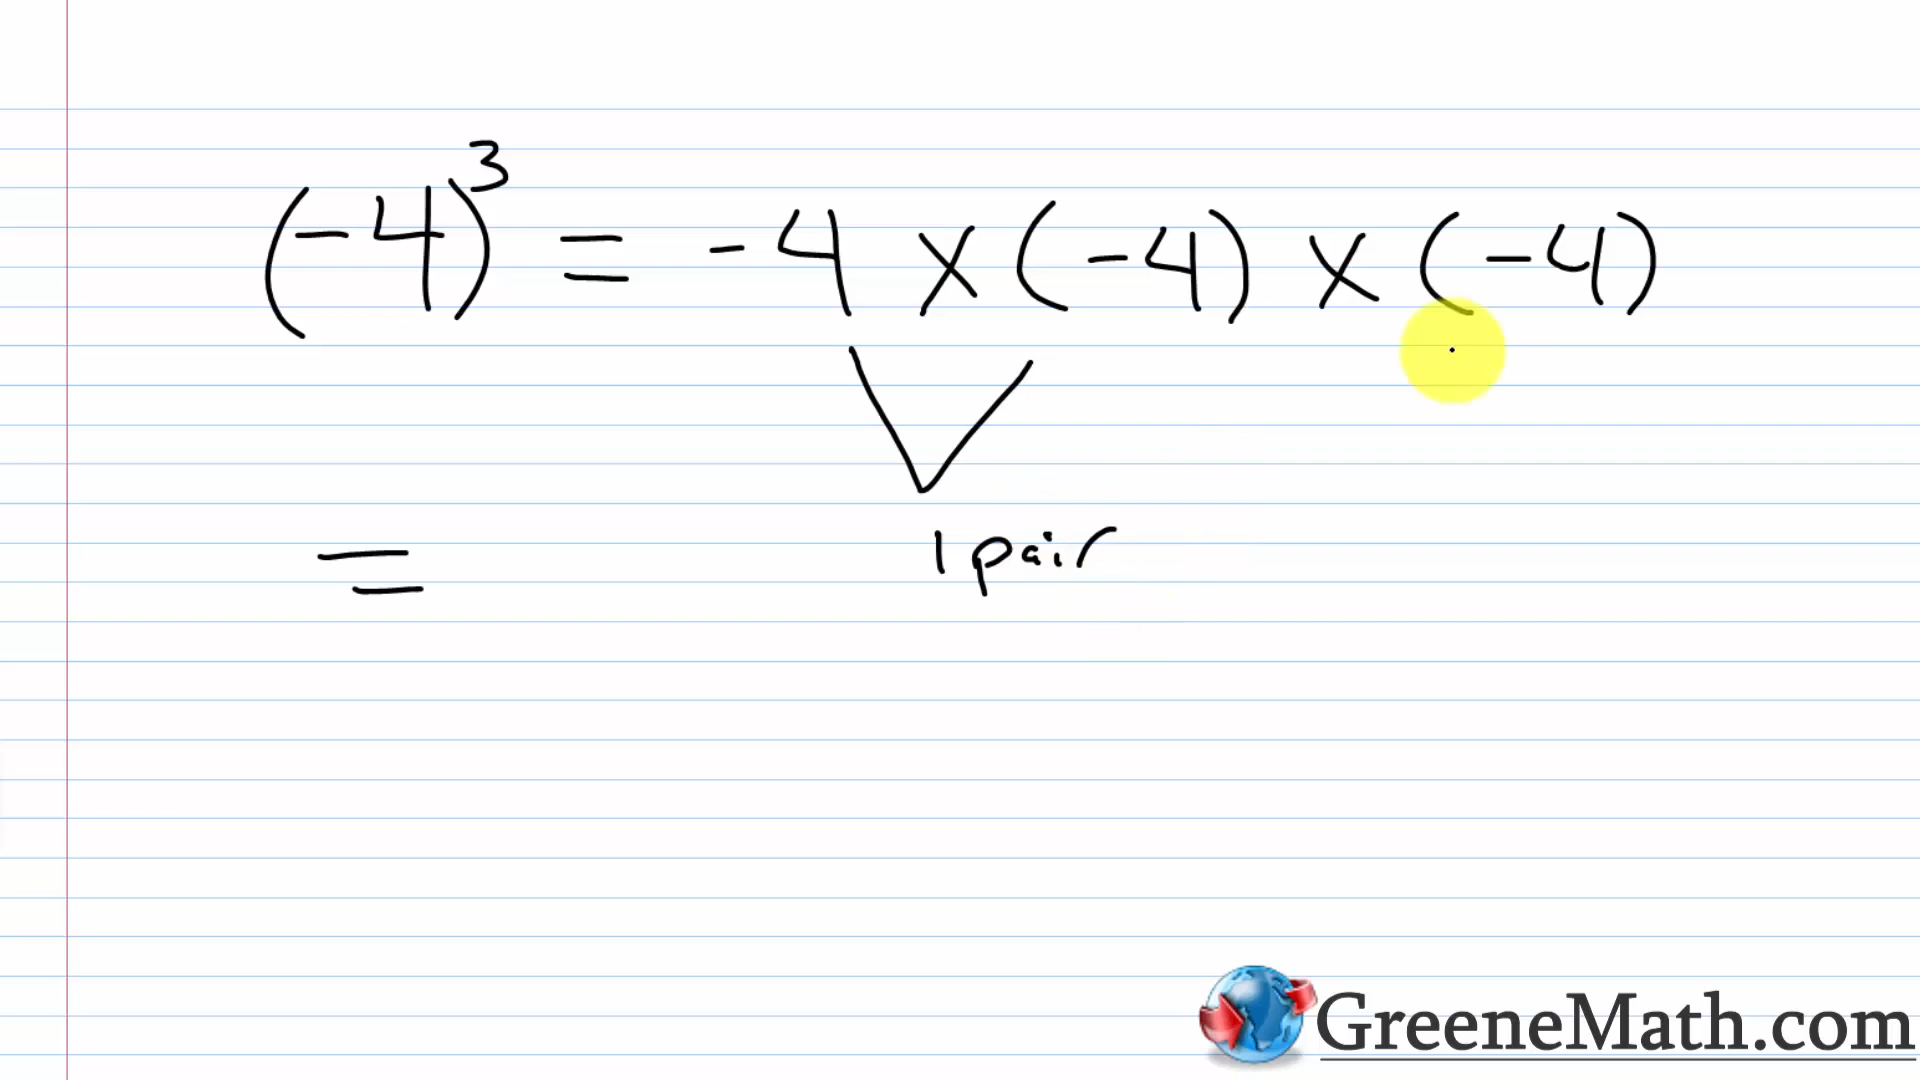 (-4)³ = -4 x (-4) x (-4)
= 1 pair
GreeneMath.com